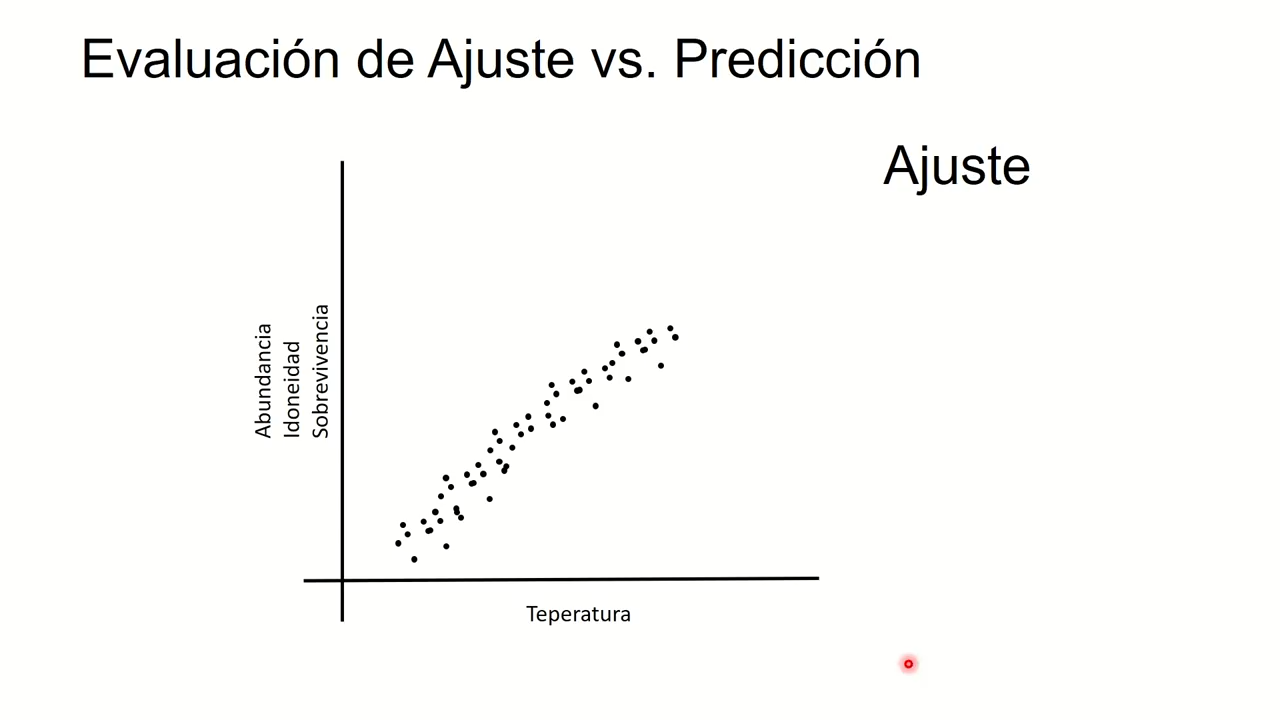 Evaluación de Ajuste vs. Predicción
Ajuste
Abundancia
Idoneidad
Sobrevivencia
Teperatura